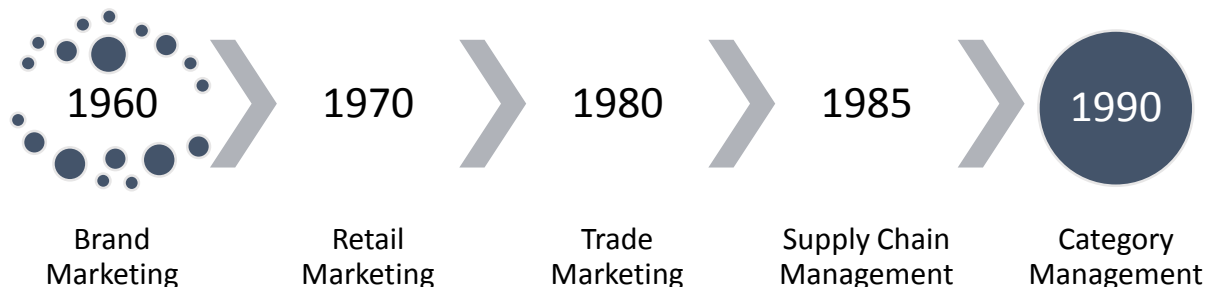 1960
1970
1980
1985
1990
Brand
Marketing
Retail
Marketing
Trade
Marketing
Supply Chain
Management
Category
Management